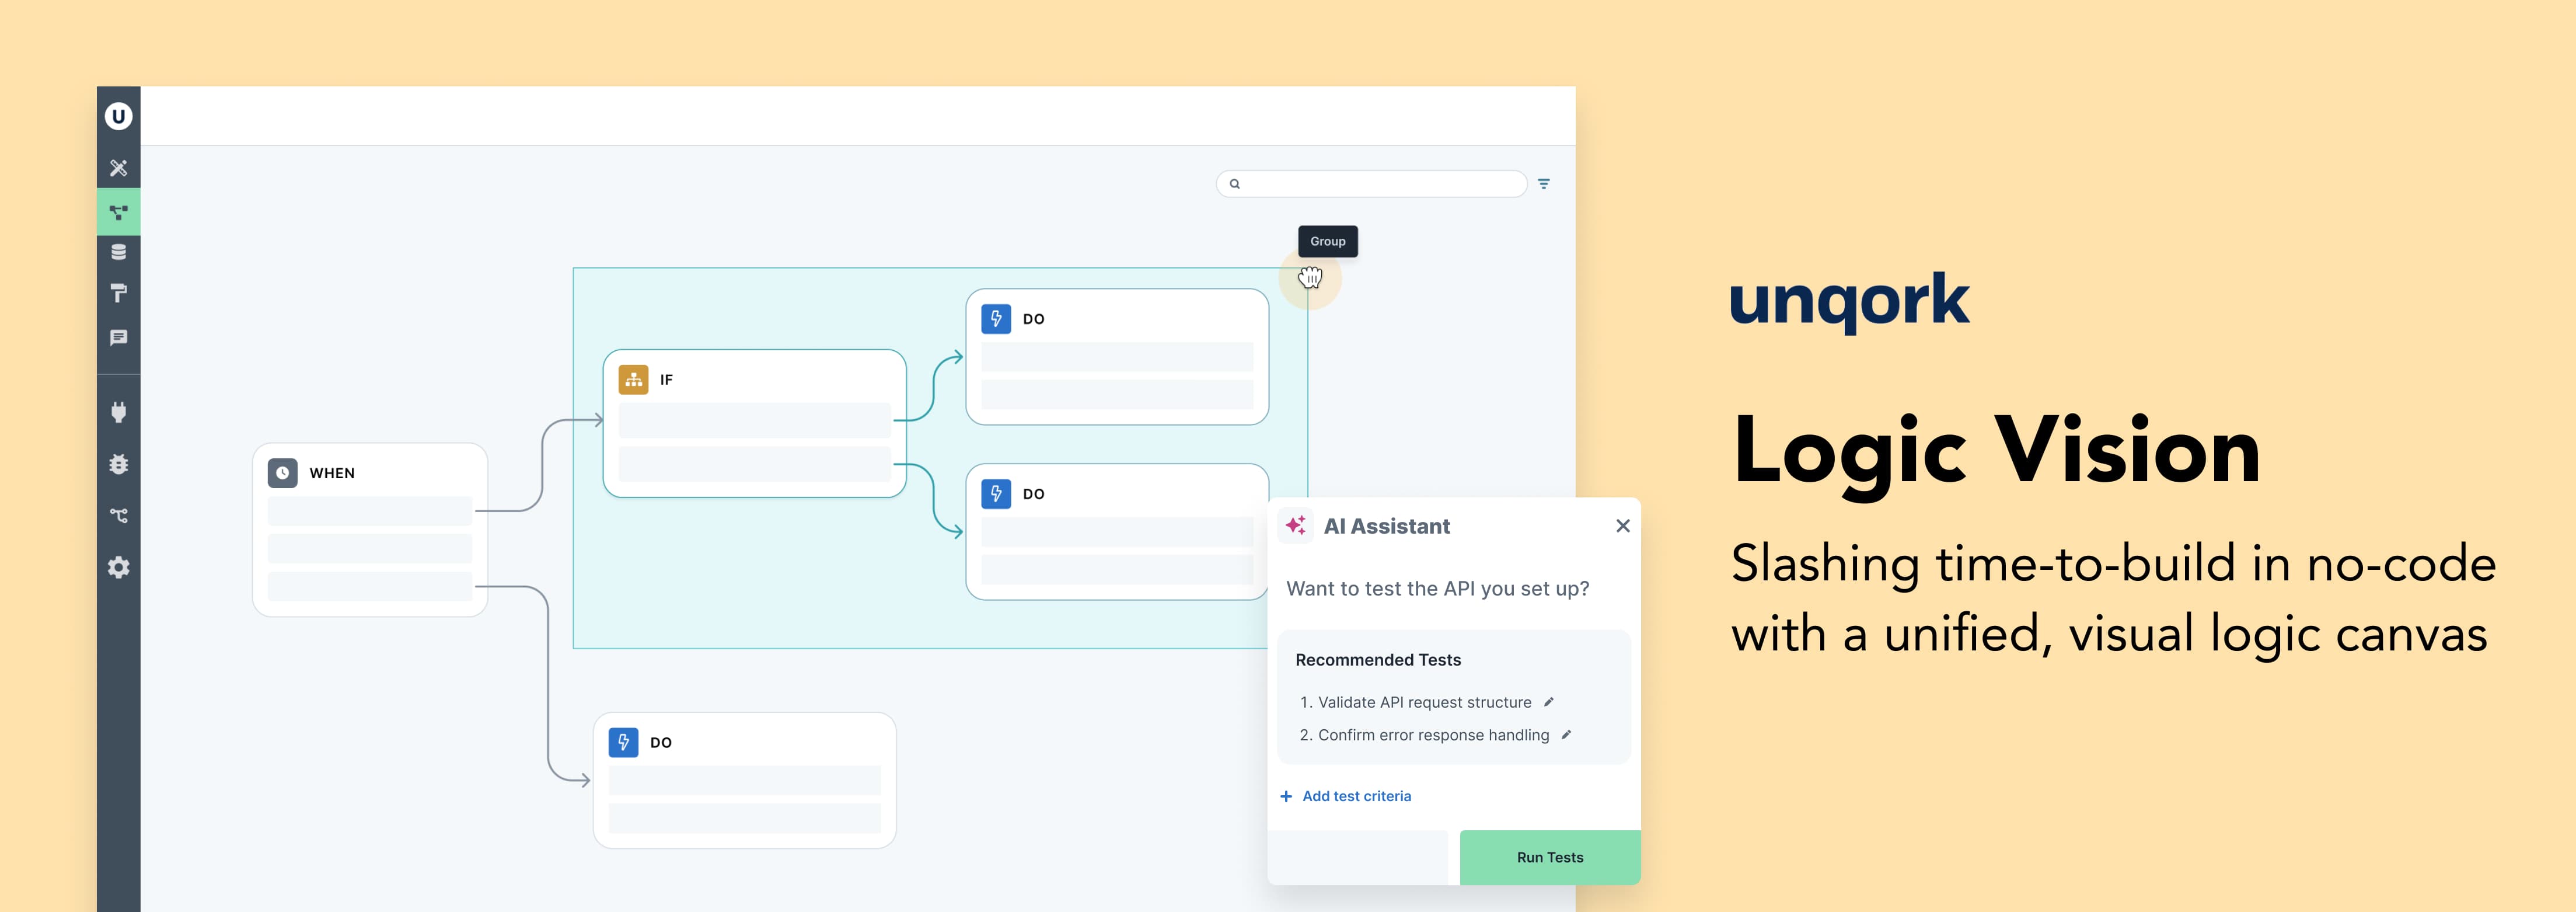 U
Group
DO
IF
WHEN
DO
AI Assistant
Want to test the API you set up?
Recommended Tests
1. Validate API request structure
2. Confirm error response handling
+ Add test criteria
Run Tests
DO
unqork
Logic Vision
Slashing time-to-build in no-code
with a unified, visual logic canvas